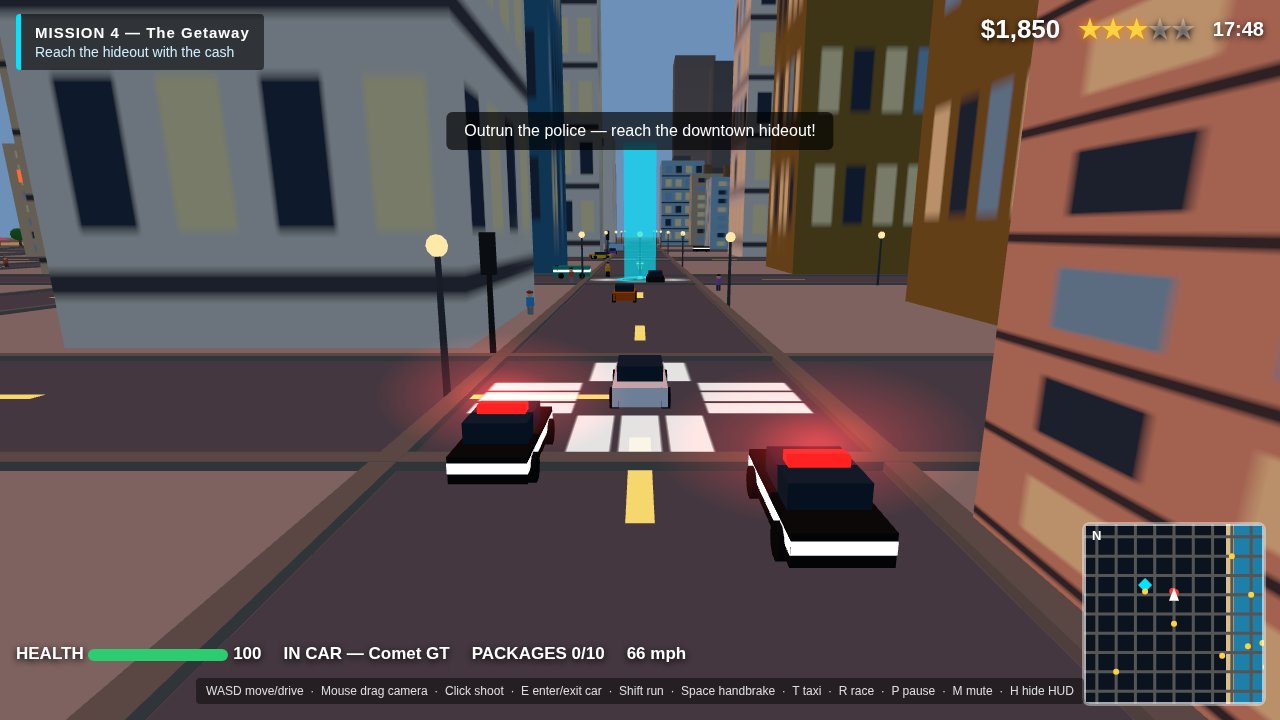 MISSION 4 — The Getaway
Reach the hideout with the cash
$1,850
17:48
Outrun the police — reach the downtown hideout!
N
HEALTH 100 IN CAR — Comet GT PACKAGES 0/10 66 mph
WASD move/drive · Mouse drag camera · Click shoot · E enter/exit car · Shift run · Space handbrake · T taxi · R race · P pause · M mute · H hide HUD